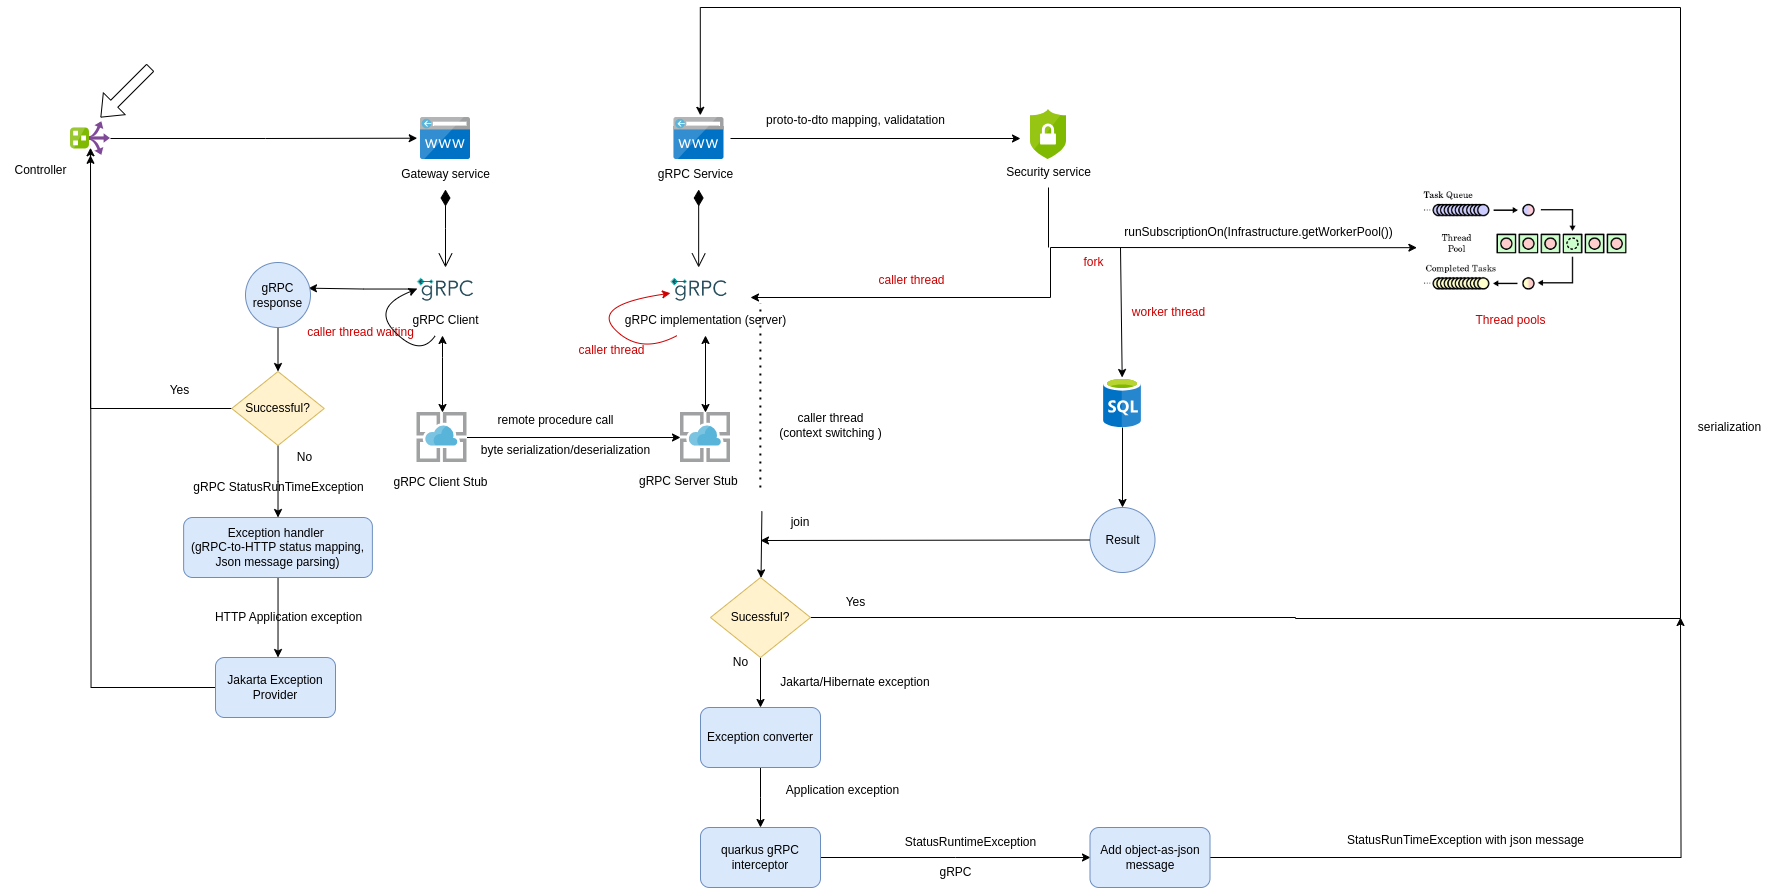 serialization
Controller
WWW
Gateway service
WWW
gRPC Service
proto-to-dto mapping, validatation
Security service
runSubscriptionOn(Infrastructure.getWorkerPool())
fork
Task Queue
Thread
Pool
Completed Tasks
Thread pools
caller thread
worker thread
gRPC
response
gRPC
gRPC Client
caller thread waiting
gRPC
gRPC implementation (server)
caller thread
Yes
Successful?
No
gRPC StatusRunTimeException
Exception handler
(gRPC-to-HTTP status mapping,
Json message parsing)
HTTP Application exception
Jakarta Exception
Provider
remote procedure call
byte serialization/deserialization
gRPC Client Stub
gRPC Server Stub
caller thread
(context switching )
SQL
join
Result
Sucessful?
Yes
No
Jakarta/Hibernate exception
Exception converter
Application exception
quarkus gRPC
interceptor
StatusRuntimeException
gRPC
Add object-as-json
message
StatusRunTimeException with json message